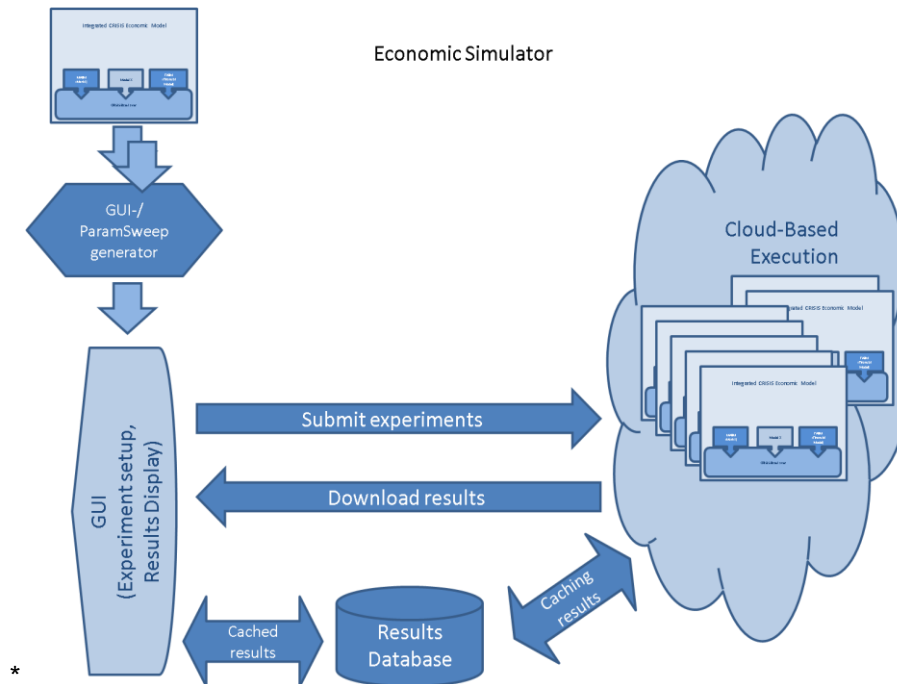 Integrated CRISIS Economic Model
Economic Simulator
GUI-/
ParamSweep
generator
Cloud-Based
Execution
Integrated CRISIS Economic Model
Integrated CRISIS Economic Model
Submit experiments
Download results
GUI
(Experiment setup,
Results Display)
Caching
results
Cached
results
Results
Database
*